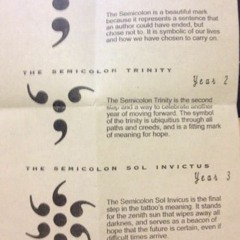 The Semicolon is a beautiful mark
because it represents a sentence that
an author could have ended, but
chose not to. It is symbolic of our lives
and how we have chosen to carry on.
THE SEMICOLON TRINITY
Year 2
The Semicolon Trinity is the second
step and a way to celebrate another
year of moving forward. The symbol
of the trinity is ubiquitus through all
paths and creeds, and is a fitting mark
of meaning for hope.
THE SEMICOLON SOL INVICTUS
Year 3
The Semicolon Sol Invicus is the final
step in the tattoo's meaning. It stands
for the zenith sun that wipes away all
darkness, and serves as a beacon of
hope that the future is certain, even if
difficult times arrive.